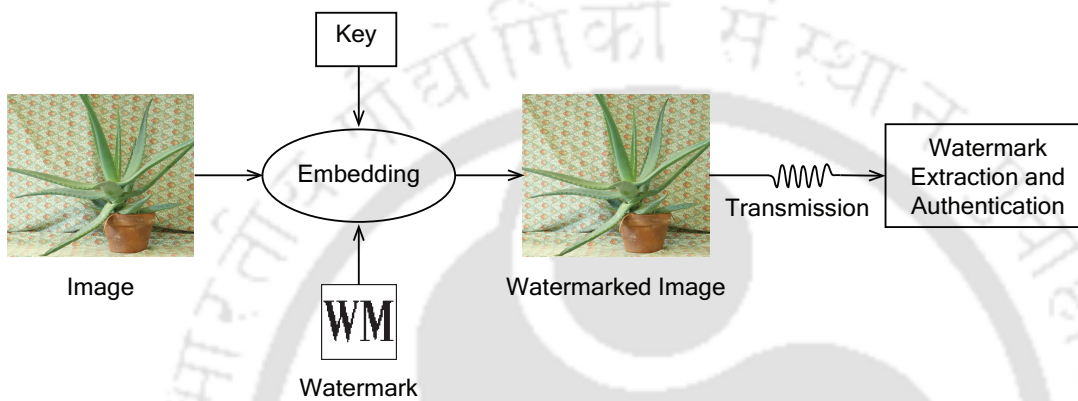 Key
Embedding
Image
Watermarked Image
Transmission
Watermark
Extraction and
Authentication
WM
Watermark